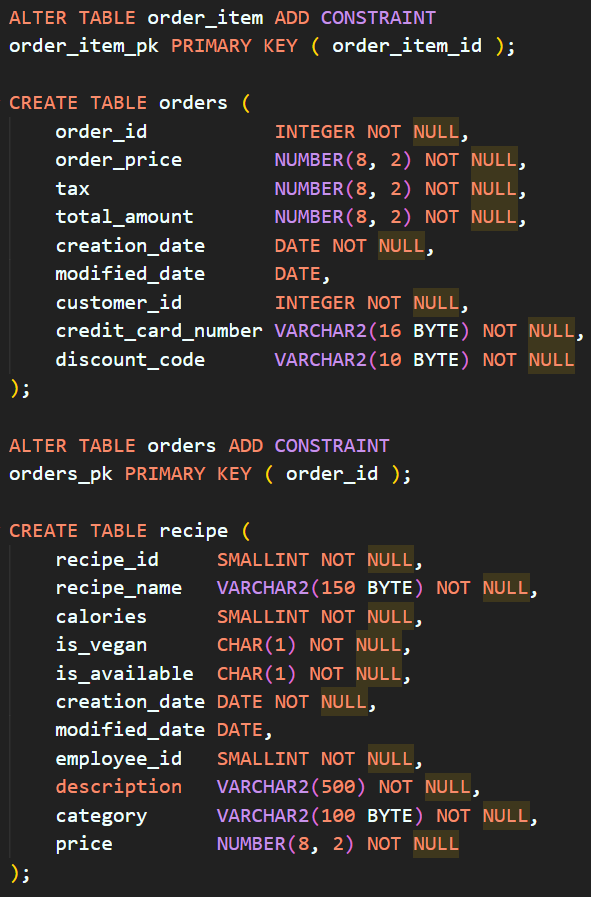 ALTER TABLE order_item ADD CONSTRAINT
order_item_pk PRIMARY KEY ( order_item_id );

CREATE TABLE orders (
    order_id           INTEGER NOT NULL,
    order_price        NUMBER(8, 2) NOT NULL,
    tax                NUMBER(8, 2) NOT NULL,
    total_amount       NUMBER(8, 2) NOT NULL,
    creation_date      DATE NOT NULL,
    modified_date      DATE,
    customer_id        INTEGER NOT NULL,
    credit_card_number VARCHAR2(16 BYTE) NOT NULL,
    discount_code      VARCHAR2(10 BYTE) NOT NULL
);

ALTER TABLE orders ADD CONSTRAINT
orders_pk PRIMARY KEY ( order_id );

CREATE TABLE recipe (
    recipe_id     SMALLINT NOT NULL,
    recipe_name   VARCHAR2(150 BYTE) NOT NULL,
    calories      SMALLINT NOT NULL,
    is_vegan      CHAR(1) NOT NULL,
    is_available  CHAR(1) NOT NULL,
    creation_date DATE NOT NULL,
    modified_date DATE,
    employee_id   SMALLINT NOT NULL,
    description   VARCHAR2(500) NOT NULL,
    category      VARCHAR2(100 BYTE) NOT NULL,
    price         NUMBER(8, 2) NOT NULL
);